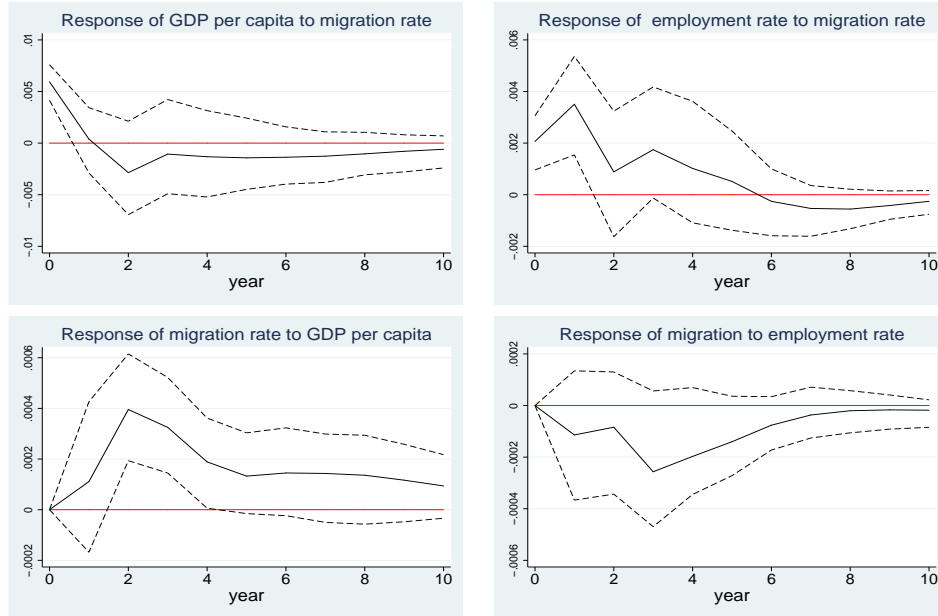 Response of GDP per capita to migration rate
.01
.005
0
-.005
-.01
0 2 4 6 8 10
year
Response of employment rate to migration rate
.006
.004
.002
0
-.002
0 2 4 6 8 10
year
Response of migration rate to GDP per capita
.0006
.0004
.0002
0
-.0002
0 2 4 6 8 10
year
Response of migration to employment rate
.0002
0
-.0002
-.0004
-.0006
0 2 4 6 8 10
year